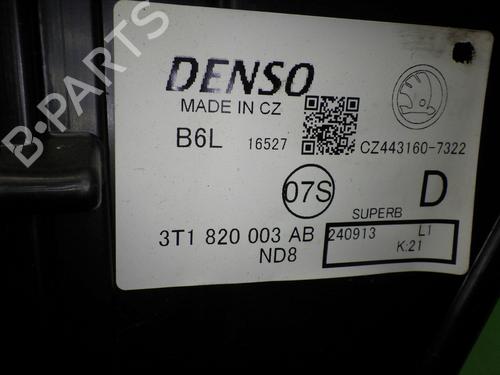 B-PARTS
DENSO
MADE IN CZ
B6L 16527 CZ443160-7322
07S D
SUPERB
3T1 820 003 AB 240913 L1
ND8 K:21